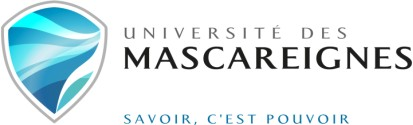 UNIVERSITÉ DES
MASCAREIGNES
SAVOIR, C'EST POUVOIR